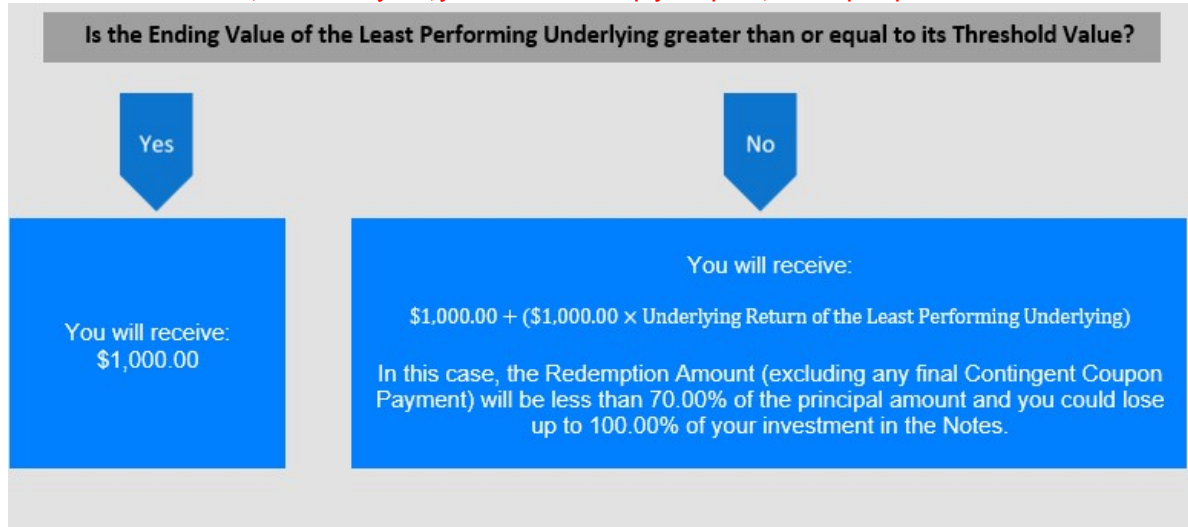 Is the Ending Value of the Least Performing Underlying greater than or equal to its Threshold Value?
Yes
No
You will receive:
$1,000.00
You will receive:
$1,000.00 + ($1,000.00 × Underlying Return of the Least Performing Underlying)
In this case, the Redemption Amount (excluding any final Contingent Coupon
Payment) will be less than 70.00% of the principal amount and you could lose
up to 100.00% of your investment in the Notes.